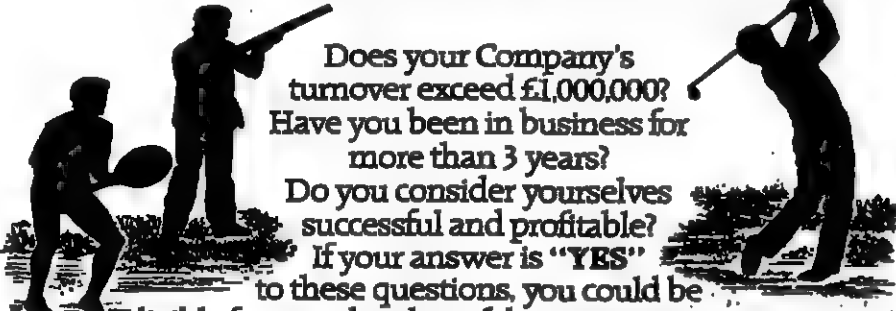 Does your Company's
turnover exceed £1,000,000?
Have you been in business for
more than 3 years?
Do you consider yourselves
successful and profitable?
If your answer is “YES”
to these questions, you could be